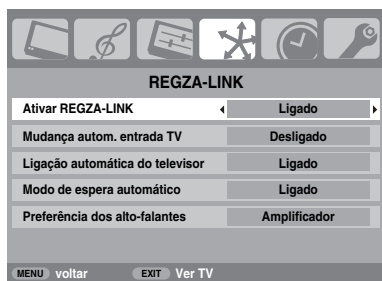 REGZA-LINK
Ativar REGZA-LINK Ligado
Mudança autom. entrada TV Desligado
Ligação automática do televisor Ligado
Modo de espera automático Ligado
Preferência dos alto-falantes Amplificador
MENU voltar EXIT Ver TV